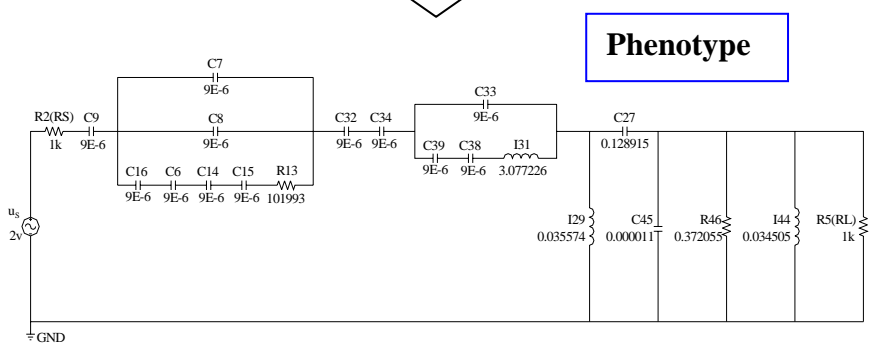 Phenotype
C7
9E-6
R2(RS)
1k
C9
9E-6
C8
9E-6
C16
9E-6
C6
9E-6
C14
9E-6
C15
9E-6
R13
101993
C32
9E-6
C34
9E-6
C33
9E-6
C39
9E-6
C38
9E-6
I31
3.077226
C27
0.128915
us
2v
I29
0.035574
C45
0.000011
R46
0.372055
I44
0.034505
R5(RL)
1k
GND